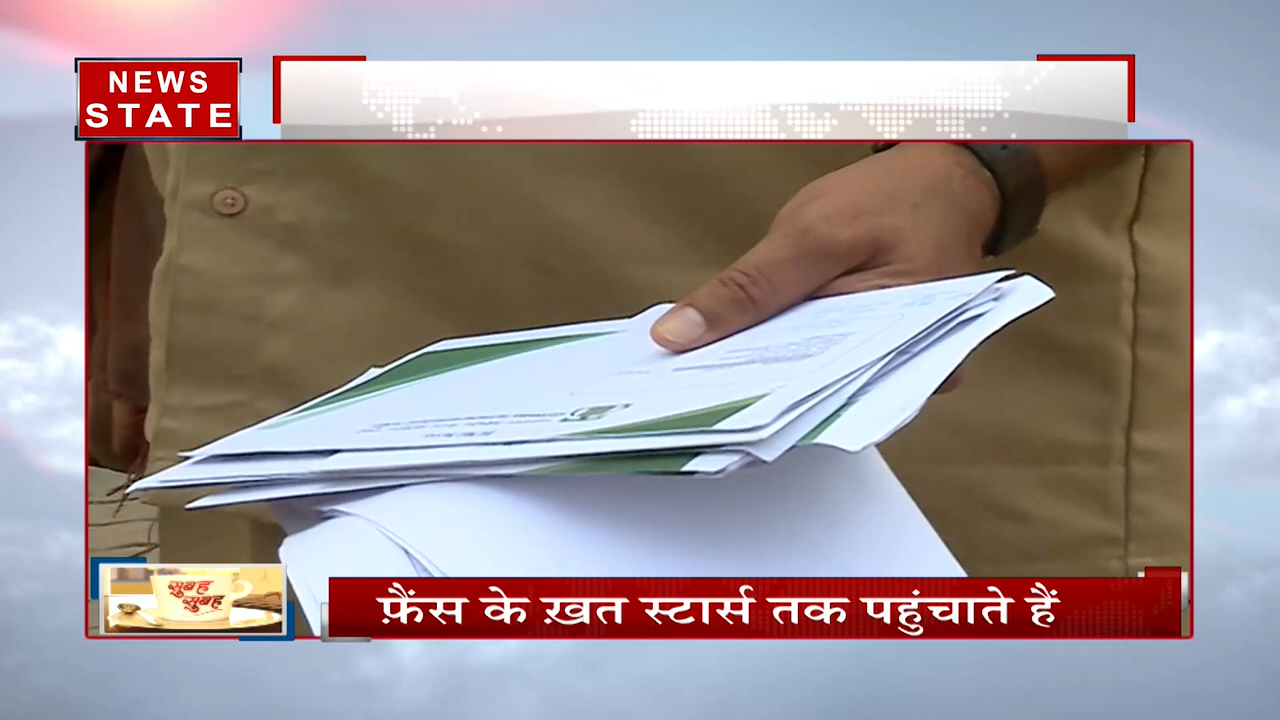 NEWS
STATE
सुबह
सुबह
फ़ैंस के ख़त स्टार्स तक पहुंचाते हैं